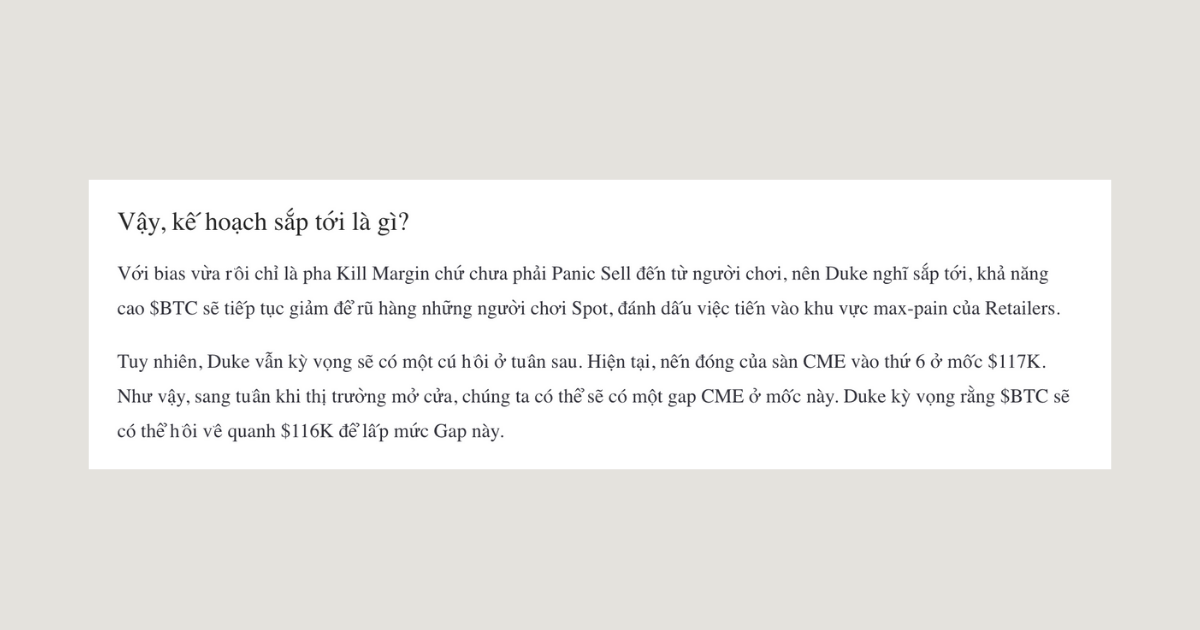 Vậy, kế hoạch sắp tới là gì?
Với bias vừa rồi chỉ là pha Kill Margin chứ chưa phải Panic Sell đến từ người chơi, nên Duke nghĩ sắp tới, khả năng
cao $BTC sẽ tiếp tục giảm để rũ hàng những người chơi Spot, đánh dấu việc tiến vào khu vực max-pain của Retailers.
Tuy nhiên, Duke vẫn kỳ vọng sẽ có một cú hồi ở tuần sau. Hiện tại, nến đóng của sàn CME vào thứ 6 ở mốc $117K.
Như vậy, sang tuần khi thị trường mở cửa, chúng ta có thể sẽ có một gap CME ở mốc này. Duke kỳ vọng rằng $BTC sẽ
có thể hồi về quanh $116K để lấp mức Gap này.